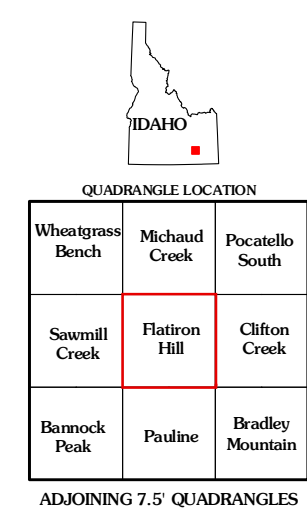 IDAHO
QUADRANGLE LOCATION
Wheatgrass
Bench
Michaud
Creek
Pocatello
South
Sawmill
Creek
Flatiron
Hill
Clifton
Creek
Bannock
Peak
Pauline
Bradley
Mountain
ADJOINING 7.5' QUADRANGLES